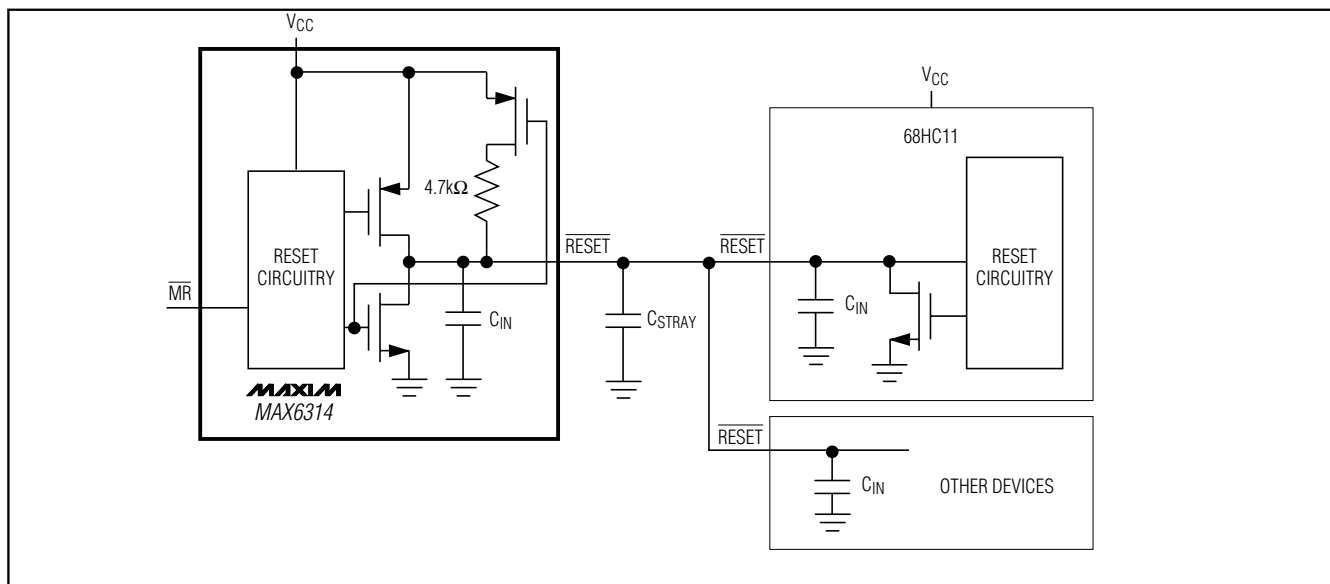 VCC
4.7kΩ
RESET
CIRCUITRY
MR
CIN
MAXIM
MAX6314
RESET
CSTRAY
RESET
VCC
68HC11
CIN
RESET
CIRCUITRY
RESET
CIN
OTHER DEVICES